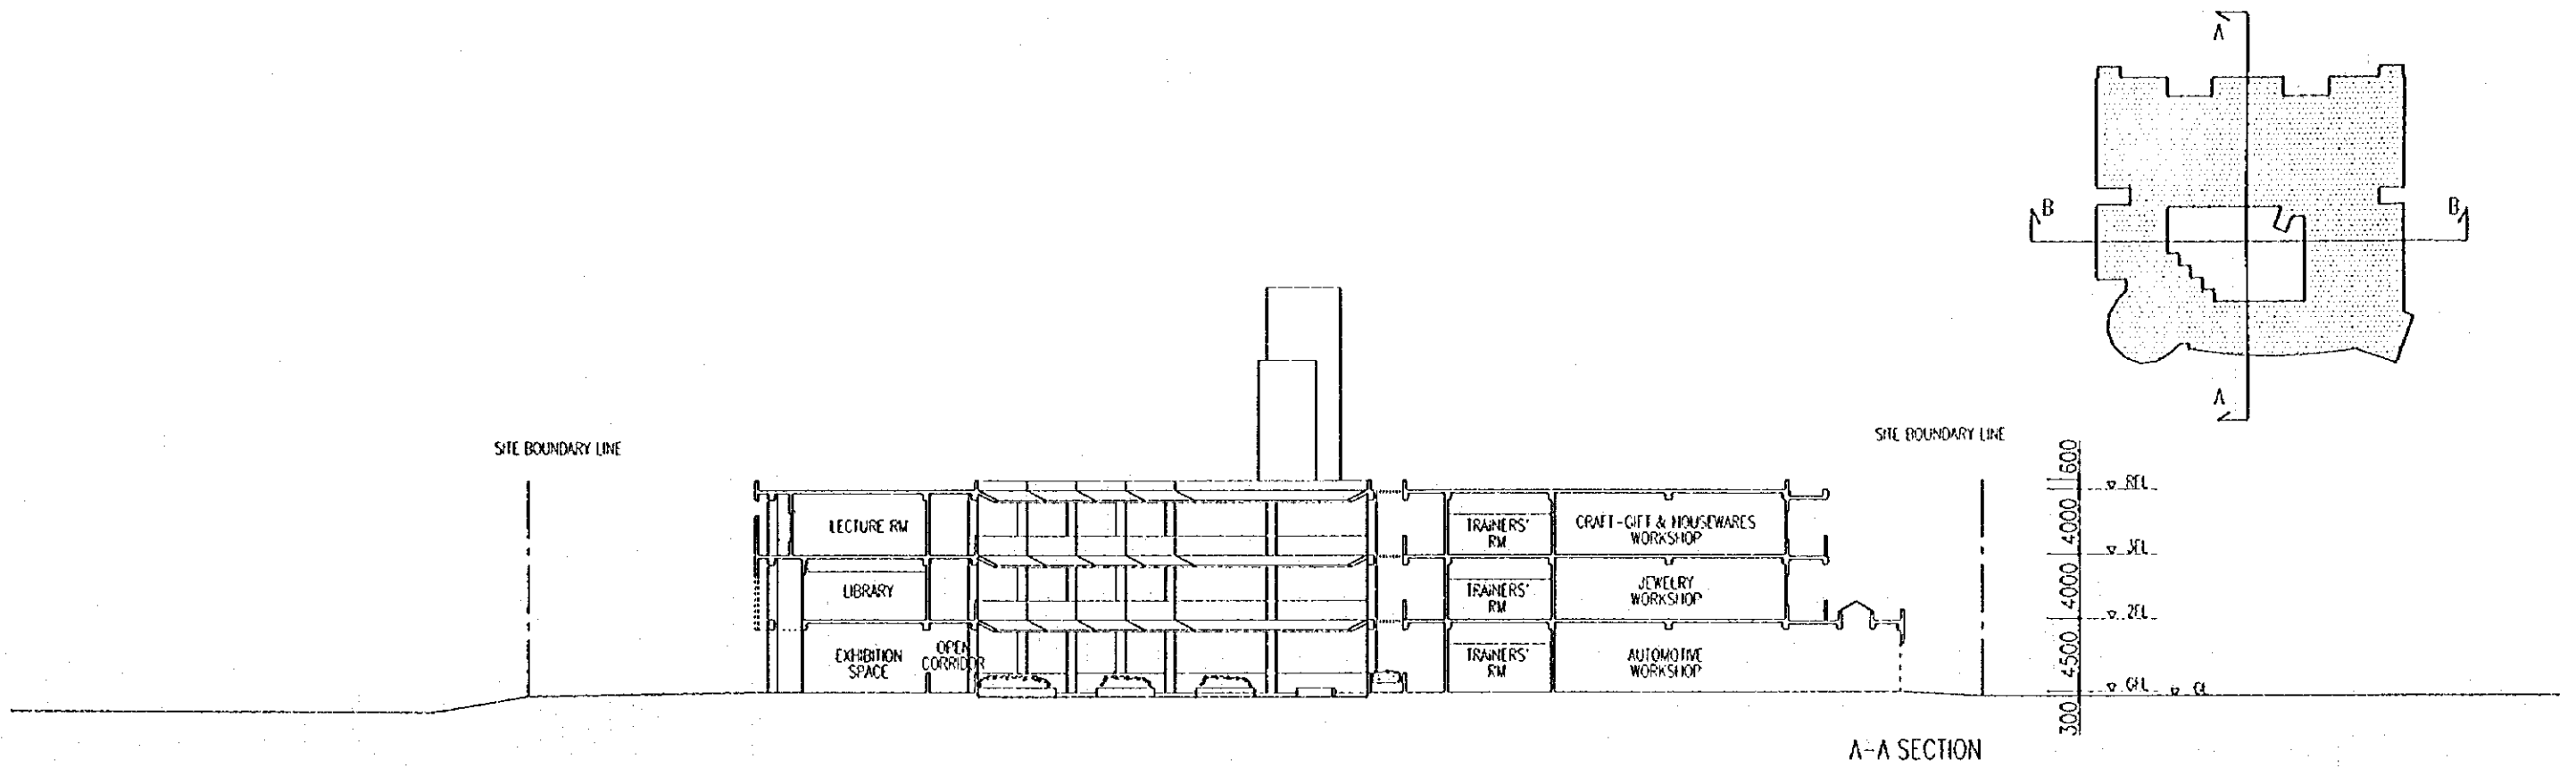 A
B
B
A
SITE BOUNDARY LINE
SITE BOUNDARY LINE
600
RFL
LECTURE RM
TRAINERS'
RM
CRAFT-GIFT & HOUSEWARES
WORKSHOP
4000
3FL
LIBRARY
TRAINERS'
RM
JEWELRY
WORKSHOP
4000
2FL
EXHIBITION
SPACE
OPEN
CORRIDOR
TRAINERS'
RM
AUTOMOTIVE
WORKSHOP
4500
GFL
GL
300
A-A SECTION